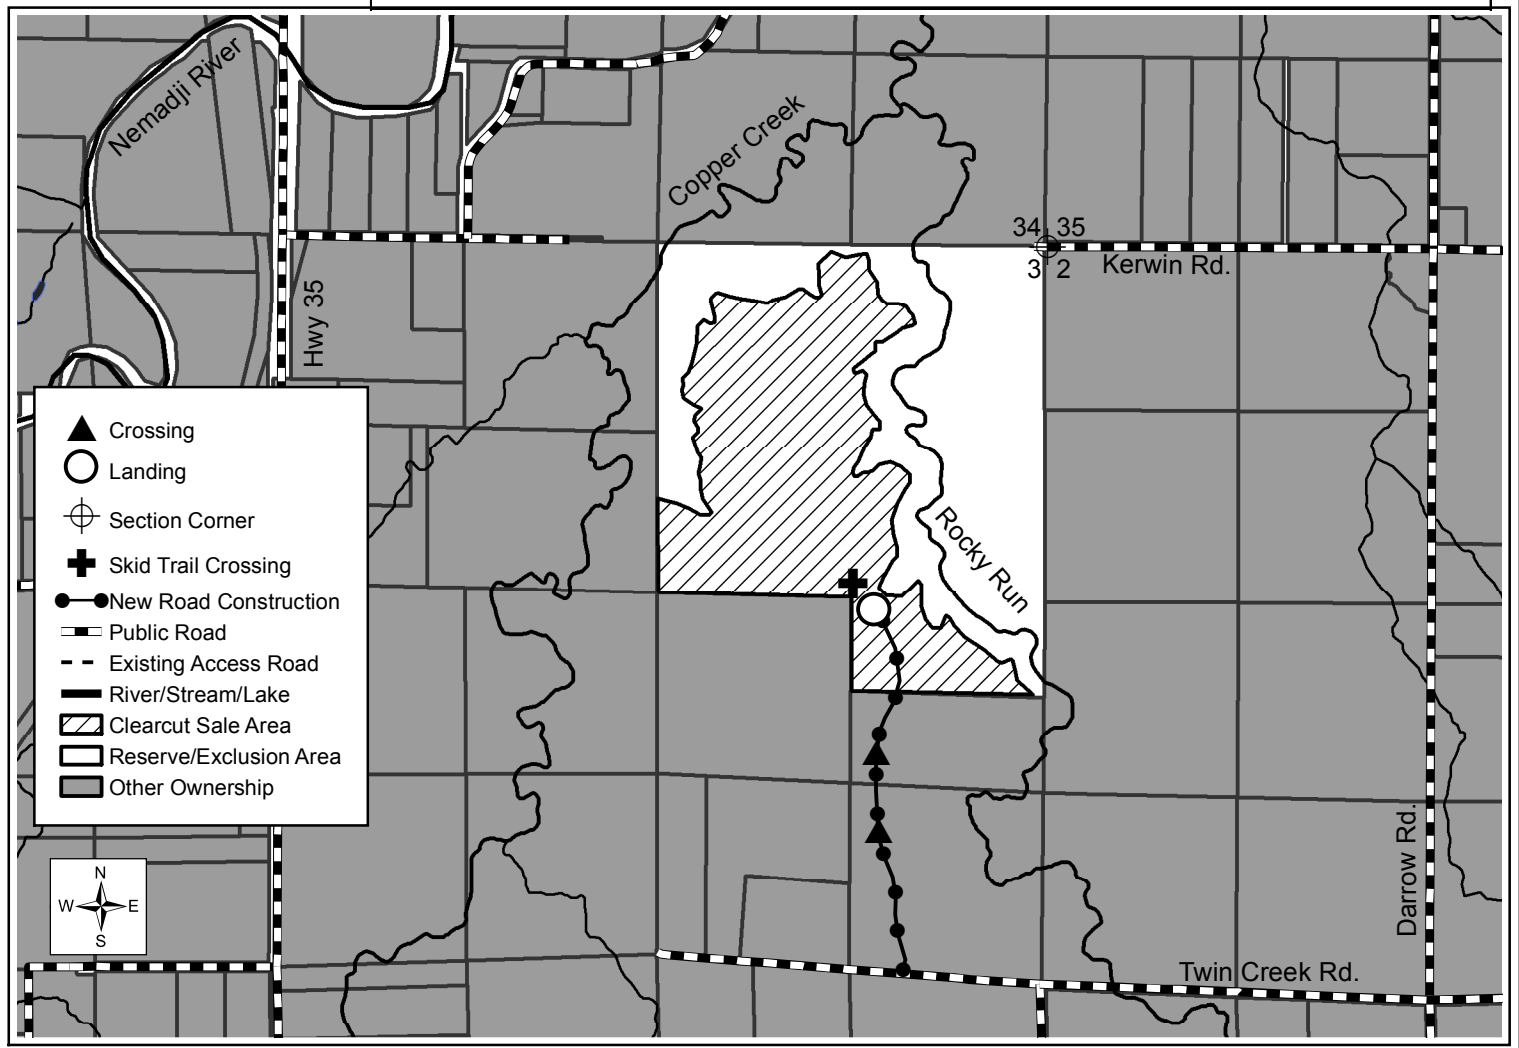 Nemadji River
Copper Creek
34 35
3 2
Kerwin Rd.
Hwy 35
Rocky Run
Crossing
Landing
Section Corner
Skid Trail Crossing
New Road Construction
Public Road
Existing Access Road
River/Stream/Lake
Clearcut Sale Area
Reserve/Exclusion Area
Other Ownership
N
W E
S
Darrow Rd.
Twin Creek Rd.